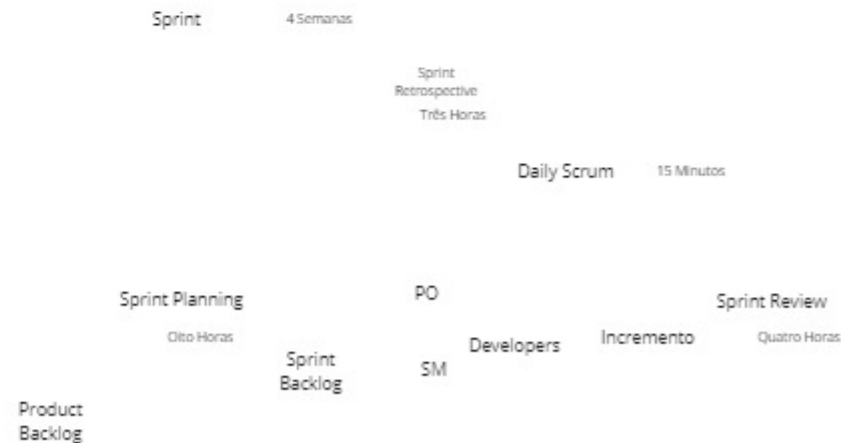 Sprint
4 Semanas
Sprint
Retrospective
Três Horas
Daily Scrum
15 Minutos
Sprint Planning
Oito Horas
PO
Sprint Review
Quatro Horas
Incremento
Developers
SM
Sprint
Backlog
Product
Backlog